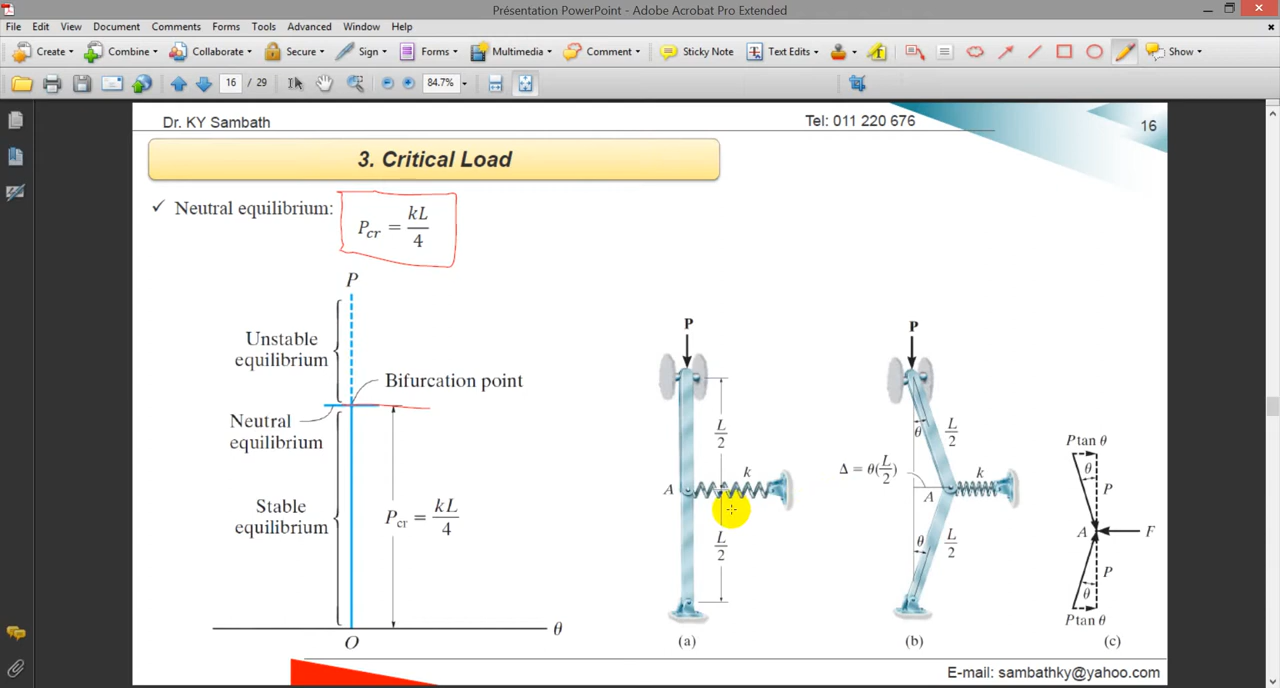 Présentation PowerPoint - Adobe Acrobat Pro Extended
File Edit View Document Comments Forms Tools Advanced Window Help
Create Combine Collaborate Secure Sign Forms Multimedia Comment Sticky Note Text Edits Show
16 / 29 84.7%
Dr. KY Sambath Tel: 011 220 676 16
3. Critical Load
✓ Neutral equilibrium: P_cr = kL/4
P
Unstable equilibrium
Bifurcation point
Neutral equilibrium
Stable equilibrium
P_cr = kL/4
O
θ
P
L/2
k
A
L/2
(a)
P
θ
L/2
Δ = θ(L/2)
k
A
θ
L/2
(b)
P tan θ
θ
P
A
F
P
θ
P tan θ
(c)
E-mail: sambathky@yahoo.com